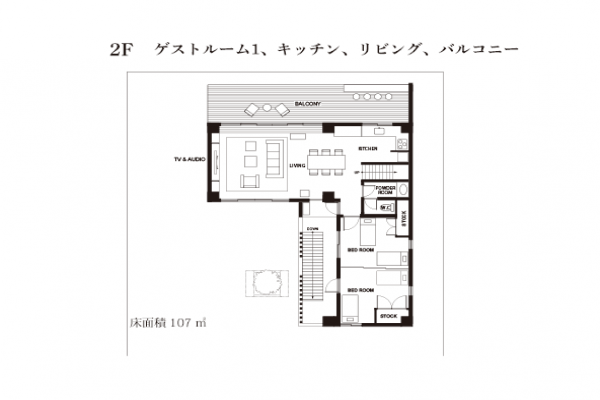 2F ゲストルーム1、キッチン、リビング、バルコニー
BALCONY
KITCHEN
TV & AUDIO
LIVING
UP
POWDER ROOM
W.C
STOCK
DOWN
BED ROOM
BED ROOM
STOCK
床面積 107 ㎡